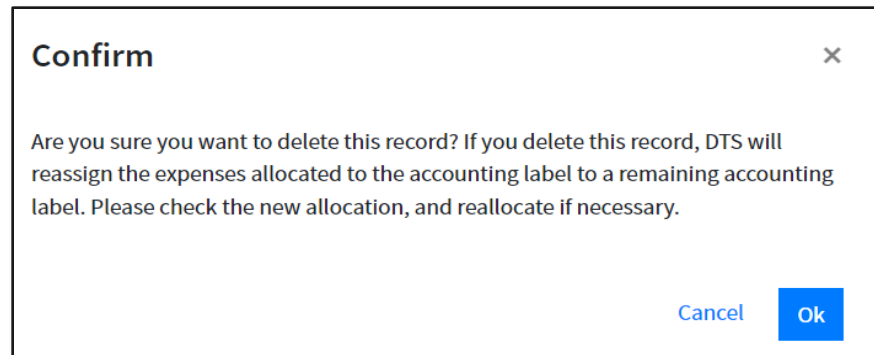 Confirm
×
Are you sure you want to delete this record? If you delete this record, DTS will
reassign the expenses allocated to the accounting label to a remaining accounting
label. Please check the new allocation, and reallocate if necessary.
Cancel Ok